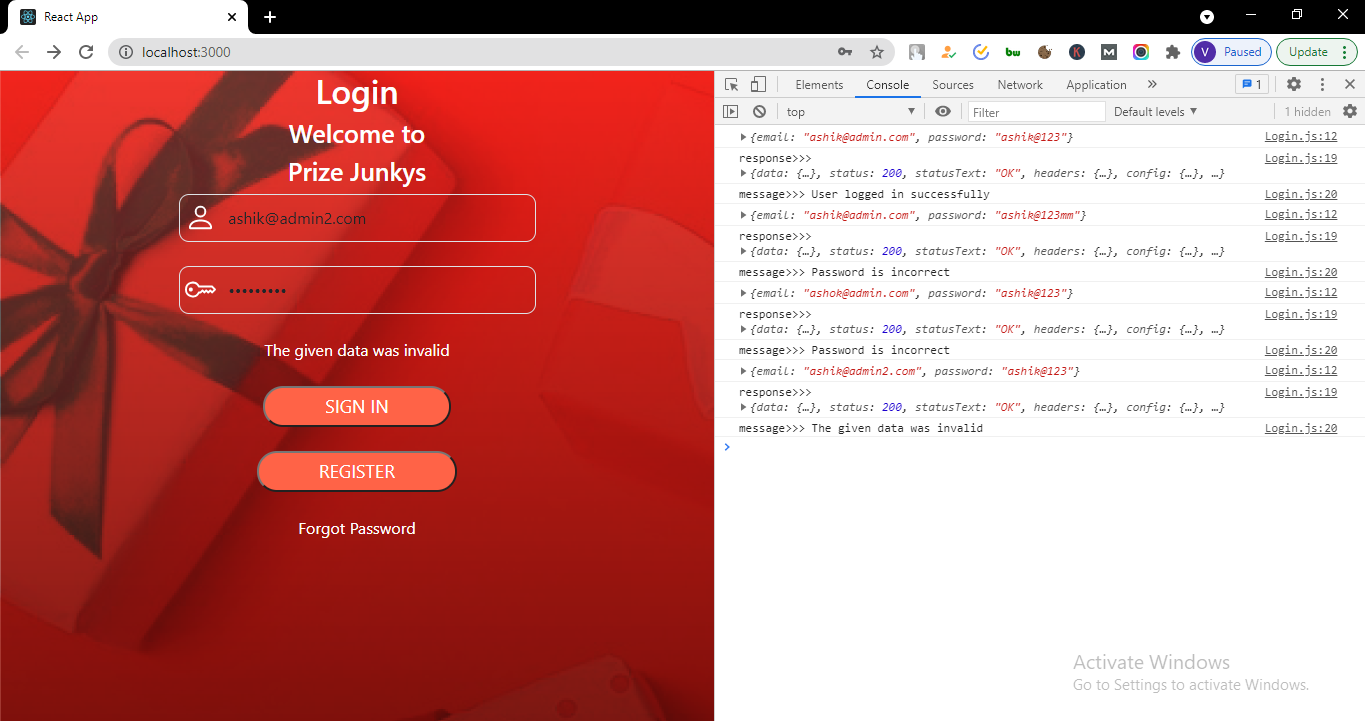 React App
localhost:3000
Paused
Update
Login
Welcome to
Prize Junkys
ashik@admin2.com
•••••••••
The given data was invalid
SIGN IN
REGISTER
Forgot Password
Elements Console Sources Network Application » 1
top Filter Default levels 1 hidden
{email: "ashik@admin.com", password: "ashik@123"} Login.js:12
response>>> Login.js:19
{data: {…}, status: 200, statusText: "OK", headers: {…}, config: {…}, …}
message>>> User logged in successfully Login.js:20
{email: "ashik@admin.com", password: "ashik@123mm"} Login.js:12
response>>> Login.js:19
{data: {…}, status: 200, statusText: "OK", headers: {…}, config: {…}, …}
message>>> Password is incorrect Login.js:20
{email: "ashok@admin.com", password: "ashik@123"} Login.js:12
response>>> Login.js:19
{data: {…}, status: 200, statusText: "OK", headers: {…}, config: {…}, …}
message>>> Password is incorrect Login.js:20
{email: "ashik@admin2.com", password: "ashik@123"} Login.js:12
response>>> Login.js:19
{data: {…}, status: 200, statusText: "OK", headers: {…}, config: {…}, …}
message>>> The given data was invalid Login.js:20
Activate Windows
Go to Settings to activate Windows.